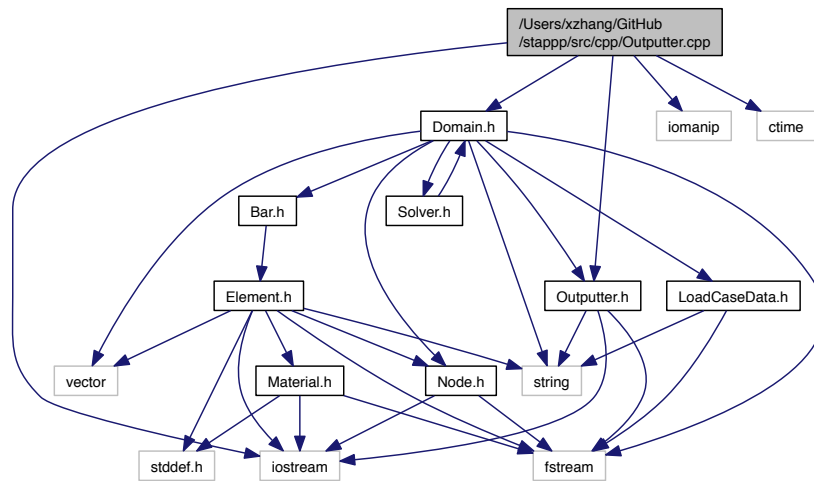 /Users/xzhang/GitHub
/stappp/src/cpp/Outputter.cpp
Domain.h
iomanip
ctime
Bar.h
Solver.h
Element.h
Outputter.h
LoadCaseData.h
vector
Material.h
Node.h
string
stddef.h
iostream
fstream